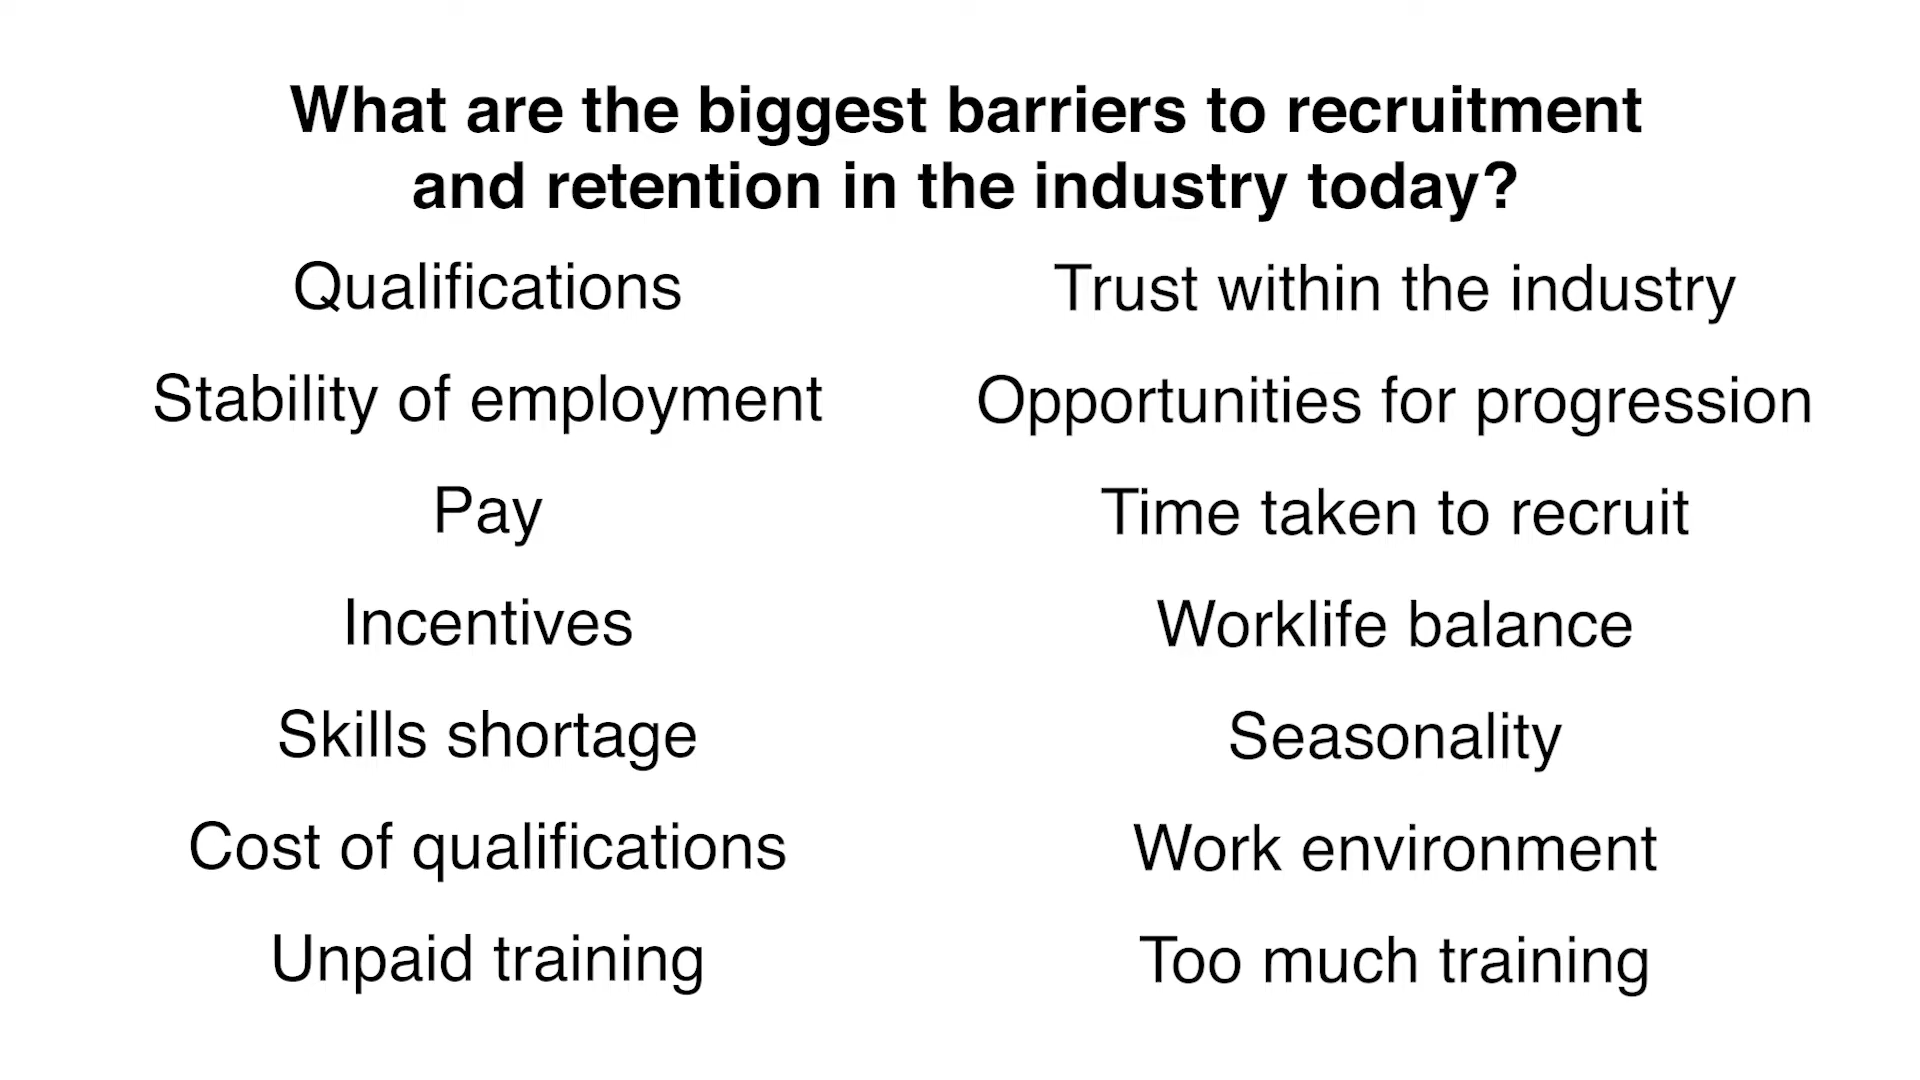 What are the biggest barriers to recruitment
and retention in the industry today?
Qualifications
Stability of employment
Pay
Incentives
Skills shortage
Cost of qualifications
Unpaid training
Trust within the industry
Opportunities for progression
Time taken to recruit
Worklife balance
Seasonality
Work environment
Too much training